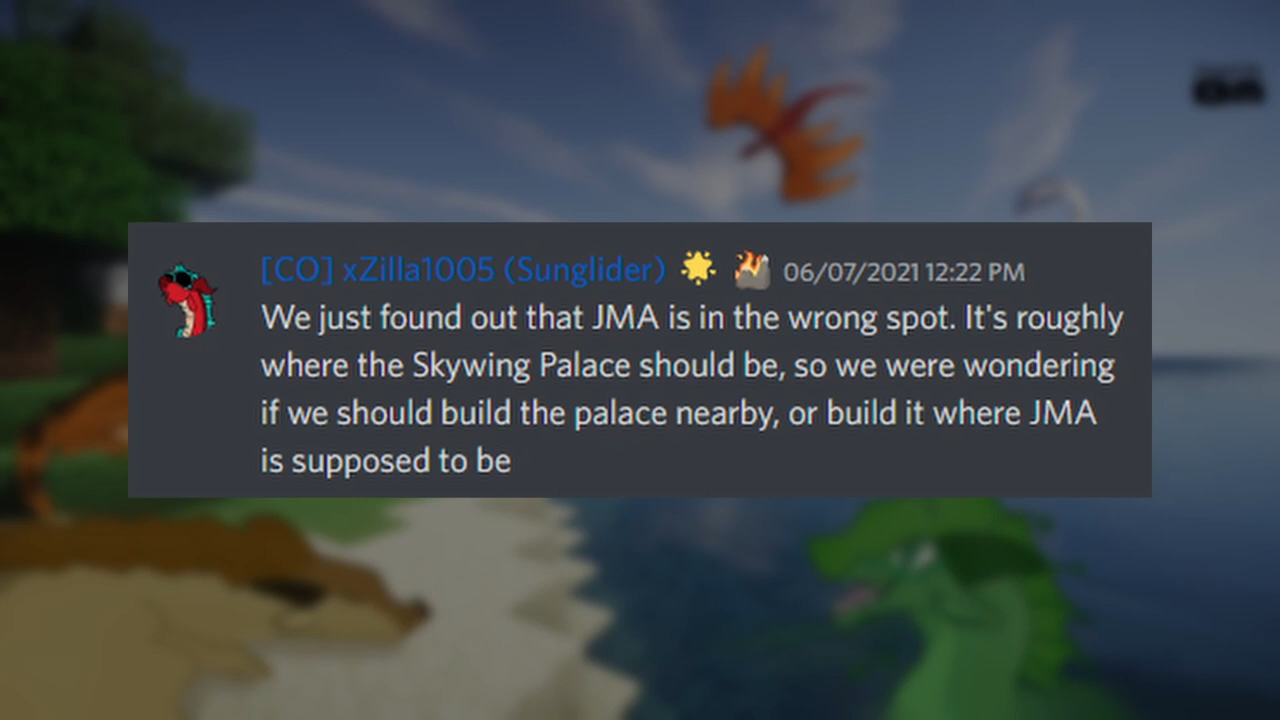 [CO] xZilla1005 (Sunglider) 🌟 06/07/2021 12:22 PM
We just found out that JMA is in the wrong spot. It's roughly
where the Skywing Palace should be, so we were wondering
if we should build the palace nearby, or build it where JMA
is supposed to be